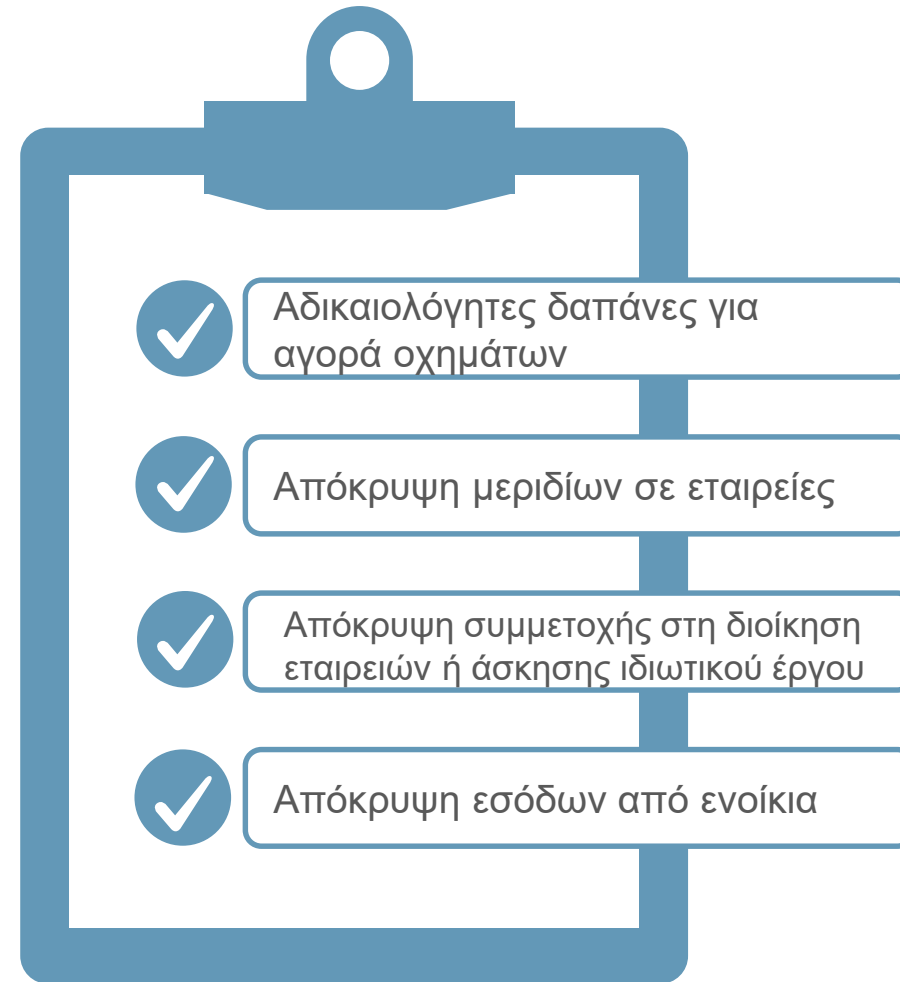 Αδικαιολόγητες δαπάνες για
αγορά οχημάτων
Απόκρυψη μεριδίων σε εταιρείες
Απόκρυψη συμμετοχής στη διοίκηση
εταιρειών ή άσκησης ιδιωτικού έργου
Απόκρυψη εσόδων από ενοίκια